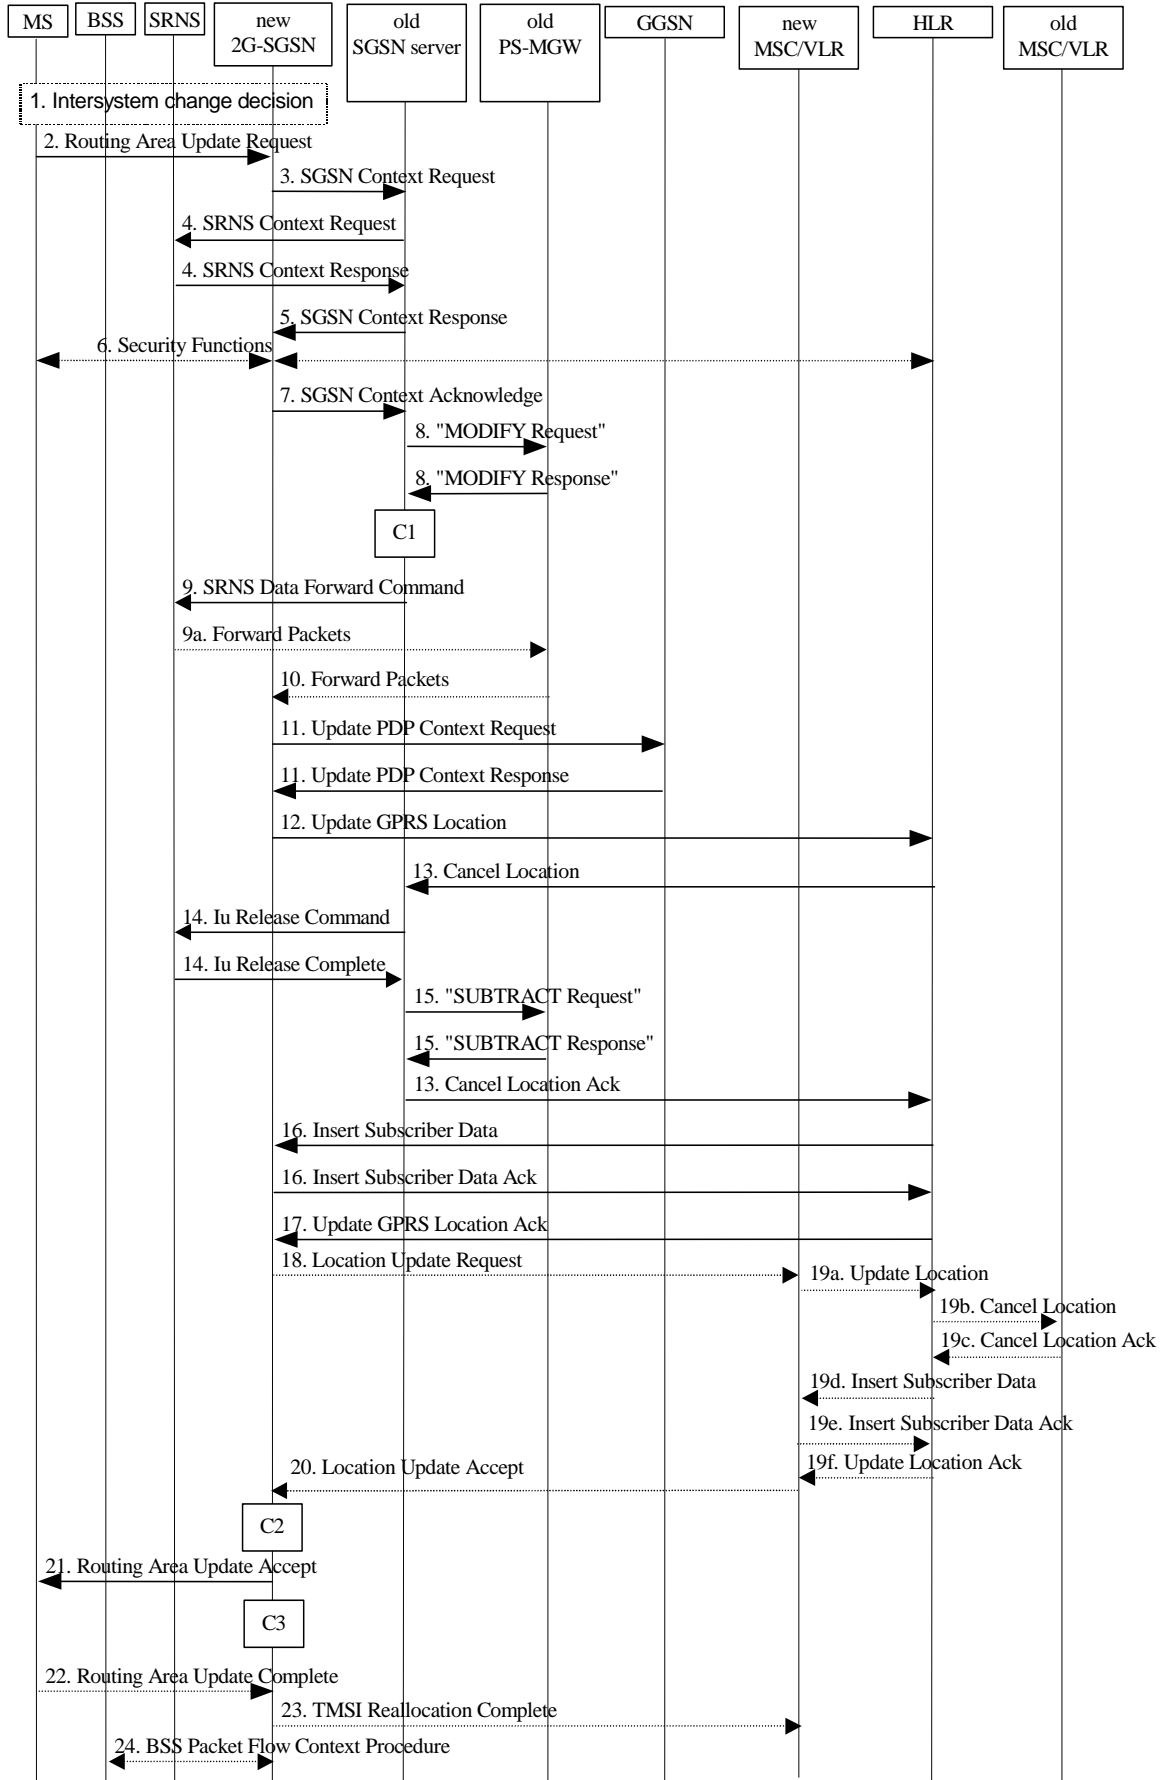 MS
BSS
SRNS
new
2G-SGSN
old
SGSN server
old
PS-MGW
GGSN
new
MSC/VLR
HLR
old
MSC/VLR
1. Intersystem change decision
2. Routing Area Update Request
3. SGSN Context Request
4. SRNS Context Request
4. SRNS Context Response
5. SGSN Context Response
6. Security Functions
7. SGSN Context Acknowledge
8. "MODIFY Request"
8. "MODIFY Response"
C1
9. SRNS Data Forward Command
9a. Forward Packets
10. Forward Packets
11. Update PDP Context Request
11. Update PDP Context Response
12. Update GPRS Location
13. Cancel Location
14. Iu Release Command
14. Iu Release Complete
15. "SUBTRACT Request"
15. "SUBTRACT Response"
13. Cancel Location Ack
16. Insert Subscriber Data
16. Insert Subscriber Data Ack
17. Update GPRS Location Ack
18. Location Update Request
19a. Update Location
19b. Cancel Location
19c. Cancel Location Ack
19d. Insert Subscriber Data
19e. Insert Subscriber Data Ack
19f. Update Location Ack
20. Location Update Accept
C2
21. Routing Area Update Accept
C3
22. Routing Area Update Complete
23. TMSI Reallocation Complete
24. BSS Packet Flow Context Procedure